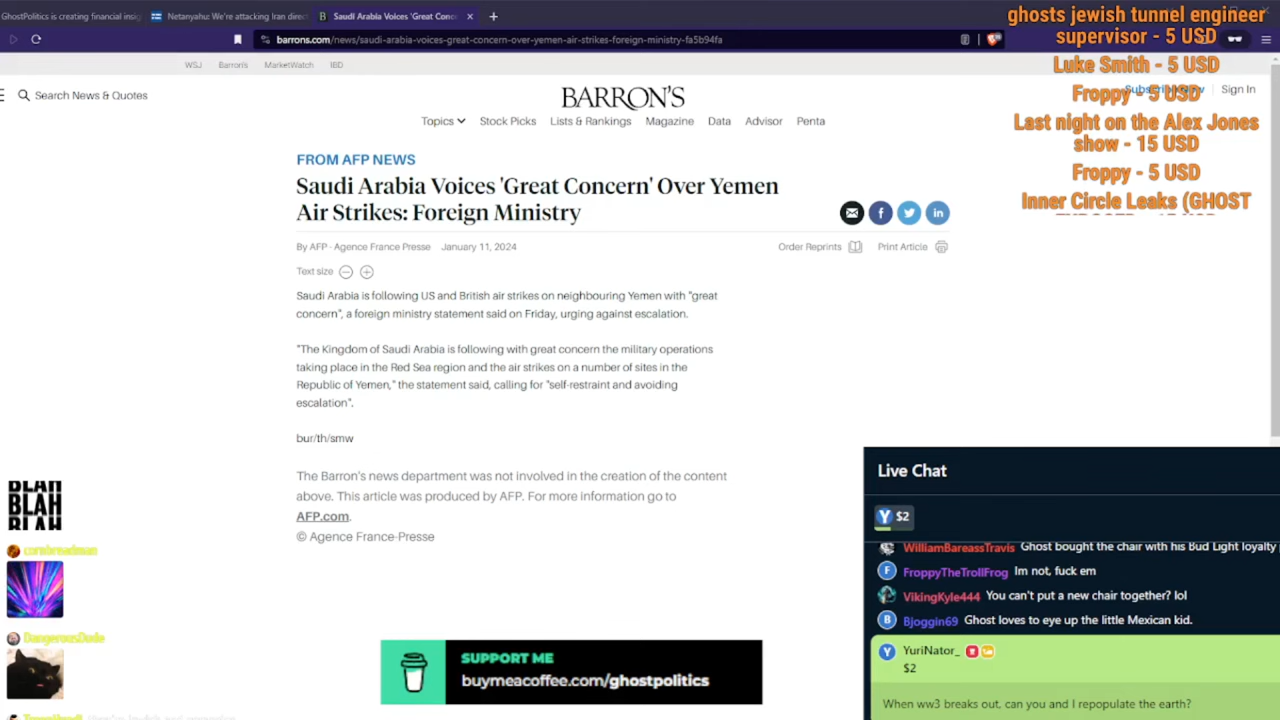 GhostPolitics is creating financial insig
Netanyahu: We're attacking Iran direc
Saudi Arabia Voices 'Great Conc
barrons.com/news/saudi-arabia-voices-great-concern-over-yemen-air-strikes-foreign-ministry-fa5b94fa
WSJ Barron's MarketWatch IBD
Search News & Quotes
BARRON'S
Sign In
Topics Stock Picks Lists & Rankings Magazine Data Advisor Penta
ghosts jewish tunnel engineer
supervisor - 5 USD
Luke Smith - 5 USD
Froppy - 5 USD
Last night on the Alex Jones
show - 15 USD
Froppy - 5 USD
Inner Circle Leaks (GHOST
FROM AFP NEWS
Saudi Arabia Voices 'Great Concern' Over Yemen
Air Strikes: Foreign Ministry
By AFP - Agence France Presse January 11, 2024
Order Reprints Print Article
Text size
Saudi Arabia is following US and British air strikes on neighbouring Yemen with "great
concern", a foreign ministry statement said on Friday, urging against escalation.
"The Kingdom of Saudi Arabia is following with great concern the military operations
taking place in the Red Sea region and the air strikes on a number of sites in the
Republic of Yemen," the statement said, calling for "self-restraint and avoiding
escalation".
bur/th/smw
The Barron's news department was not involved in the creation of the content
above. This article was produced by AFP. For more information go to
AFP.com.
© Agence France-Presse
BLAH
BLAH
BLAH
cornbreadman
DangerousDude
SUPPORT ME
buymeacoffee.com/ghostpolitics
Live Chat
Y $2
WilliamBareassTravis Ghost bought the chair with his Bud Light loyalty
F FroppyTheTrollFrog Im not, fuck em
VikingKyle444 You can't put a new chair together? lol
B Bjoggin69 Ghost loves to eye up the little Mexican kid.
Y YuriNator_
$2
When ww3 breaks out, can you and I repopulate the earth?